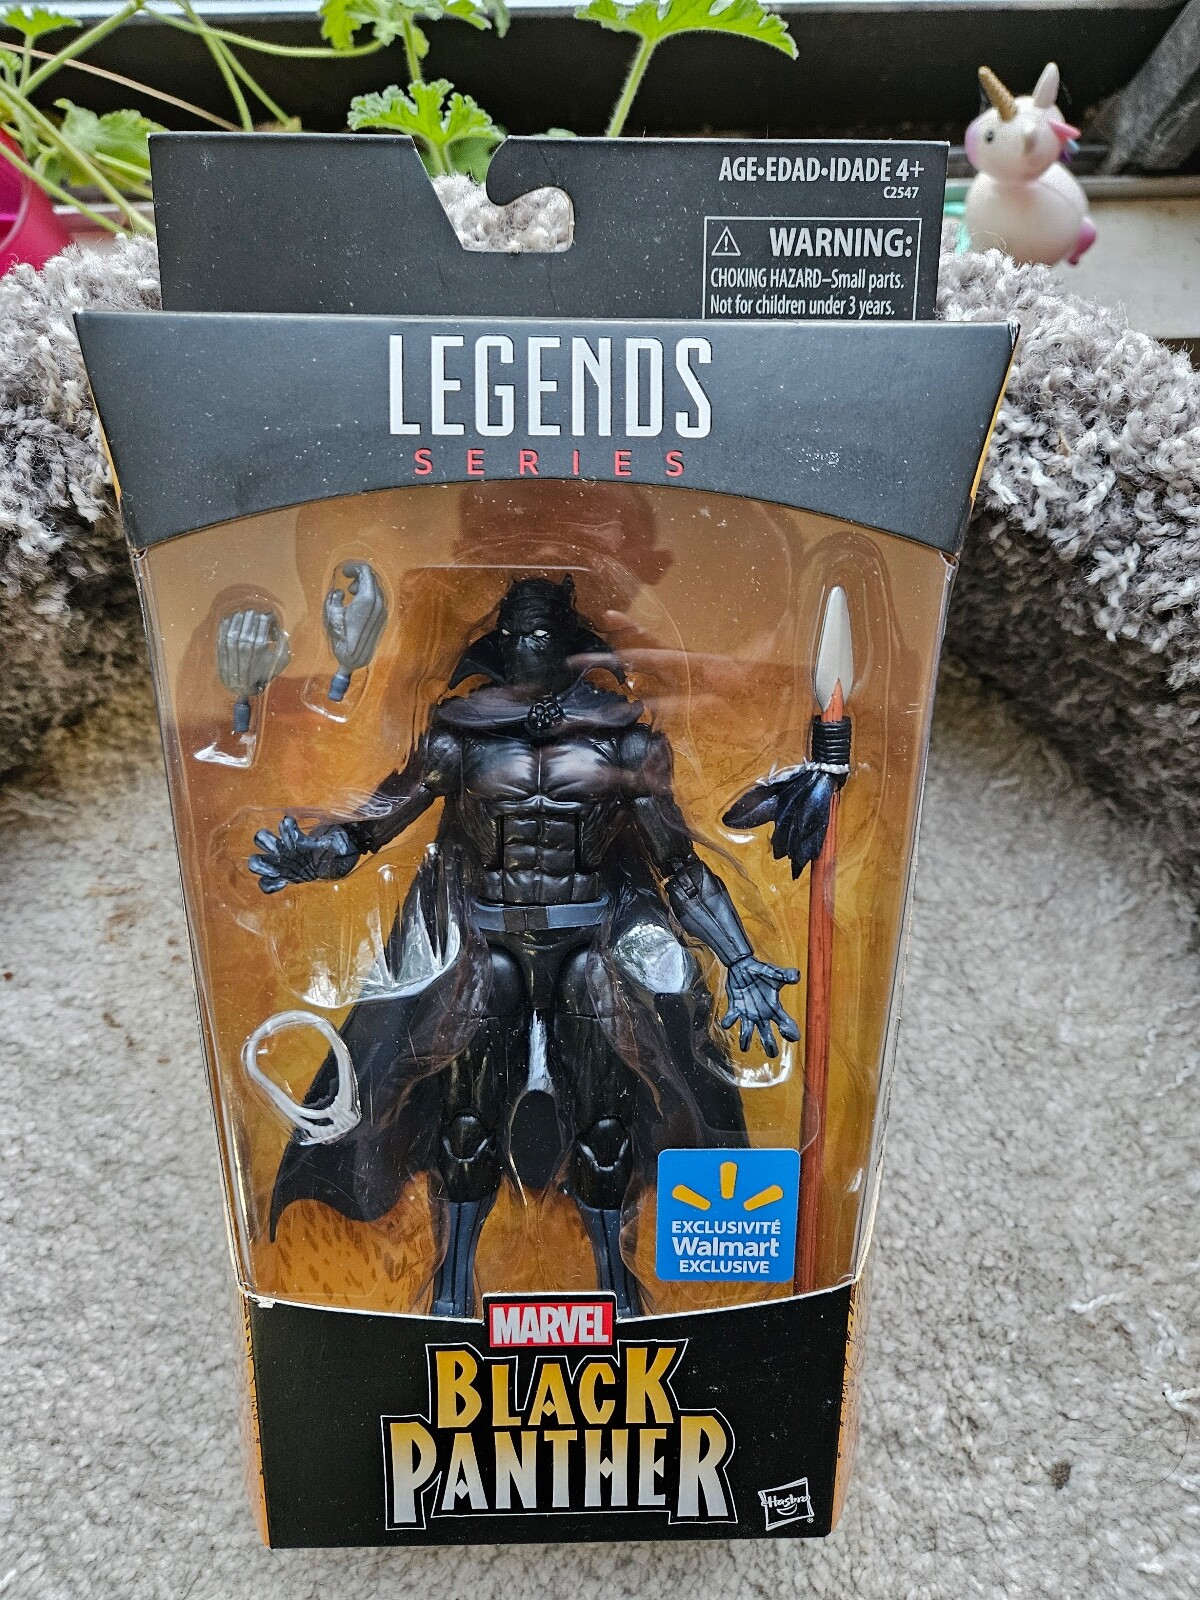 AGE•EDAD•IDADE 4+
C2547
WARNING:
CHOKING HAZARD–Small parts.
Not for children under 3 years.
LEGENDS
SERIES
EXCLUSIVITÉ
Walmart
EXCLUSIVE
MARVEL
BLACK
PANTHER
Hasbro
®